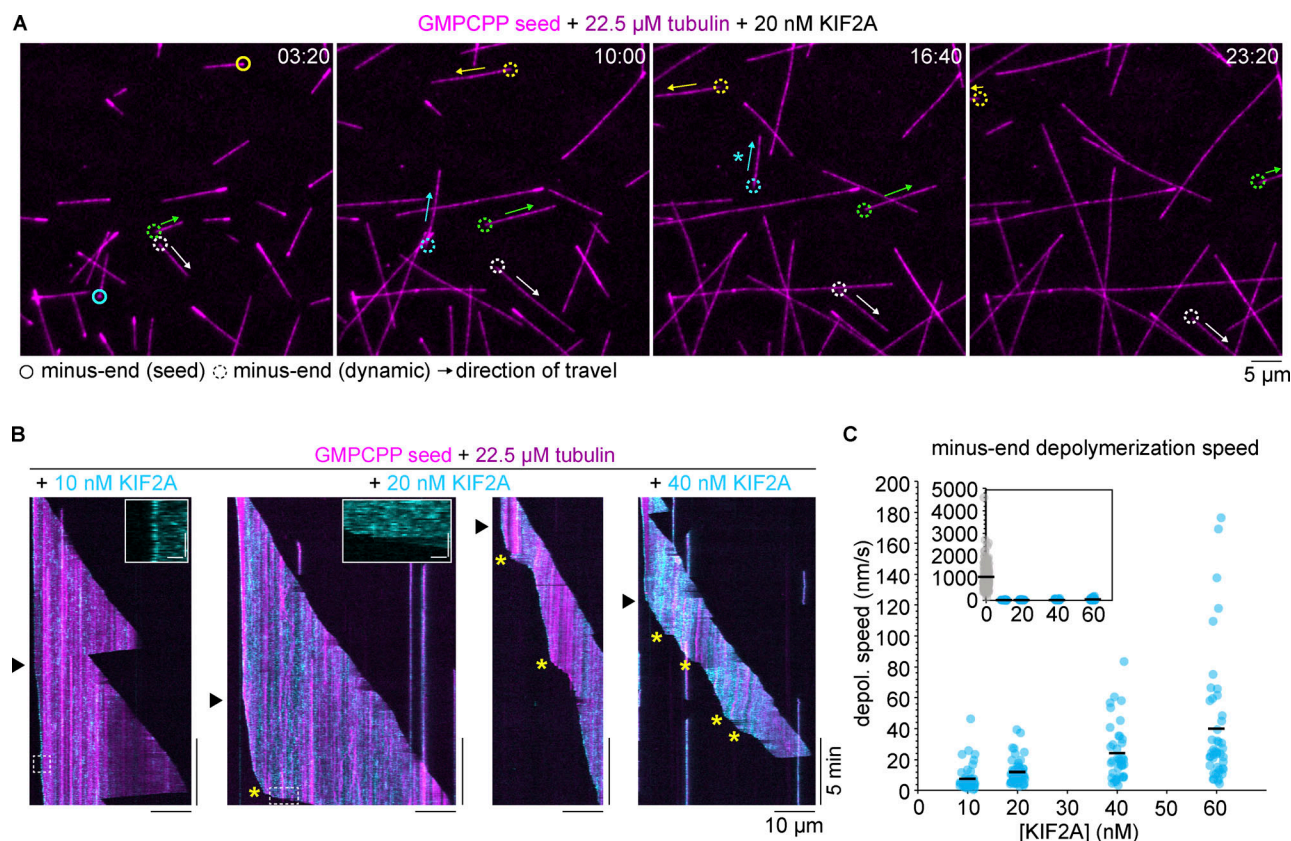 A
GMPCPP seed + 22.5 µM tubulin + 20 nM KIF2A
03:20
10:00
16:40
23:20
*
minus-end (seed) minus-end (dynamic) → direction of travel
5 µm
B
GMPCPP seed + 22.5 µM tubulin
+ 10 nM KIF2A
+ 20 nM KIF2A
+ 40 nM KIF2A
*
*
*
*
*
*
*
5 min
10 µm
C
minus-end depolymerization speed
depol. speed (nm/s)
200
180
160
140
120
100
80
60
40
20
0
5000
4000
3000
2000
1000
0
0 20 40 60
0 10 20 30 40 50 60
[KIF2A] (nM)